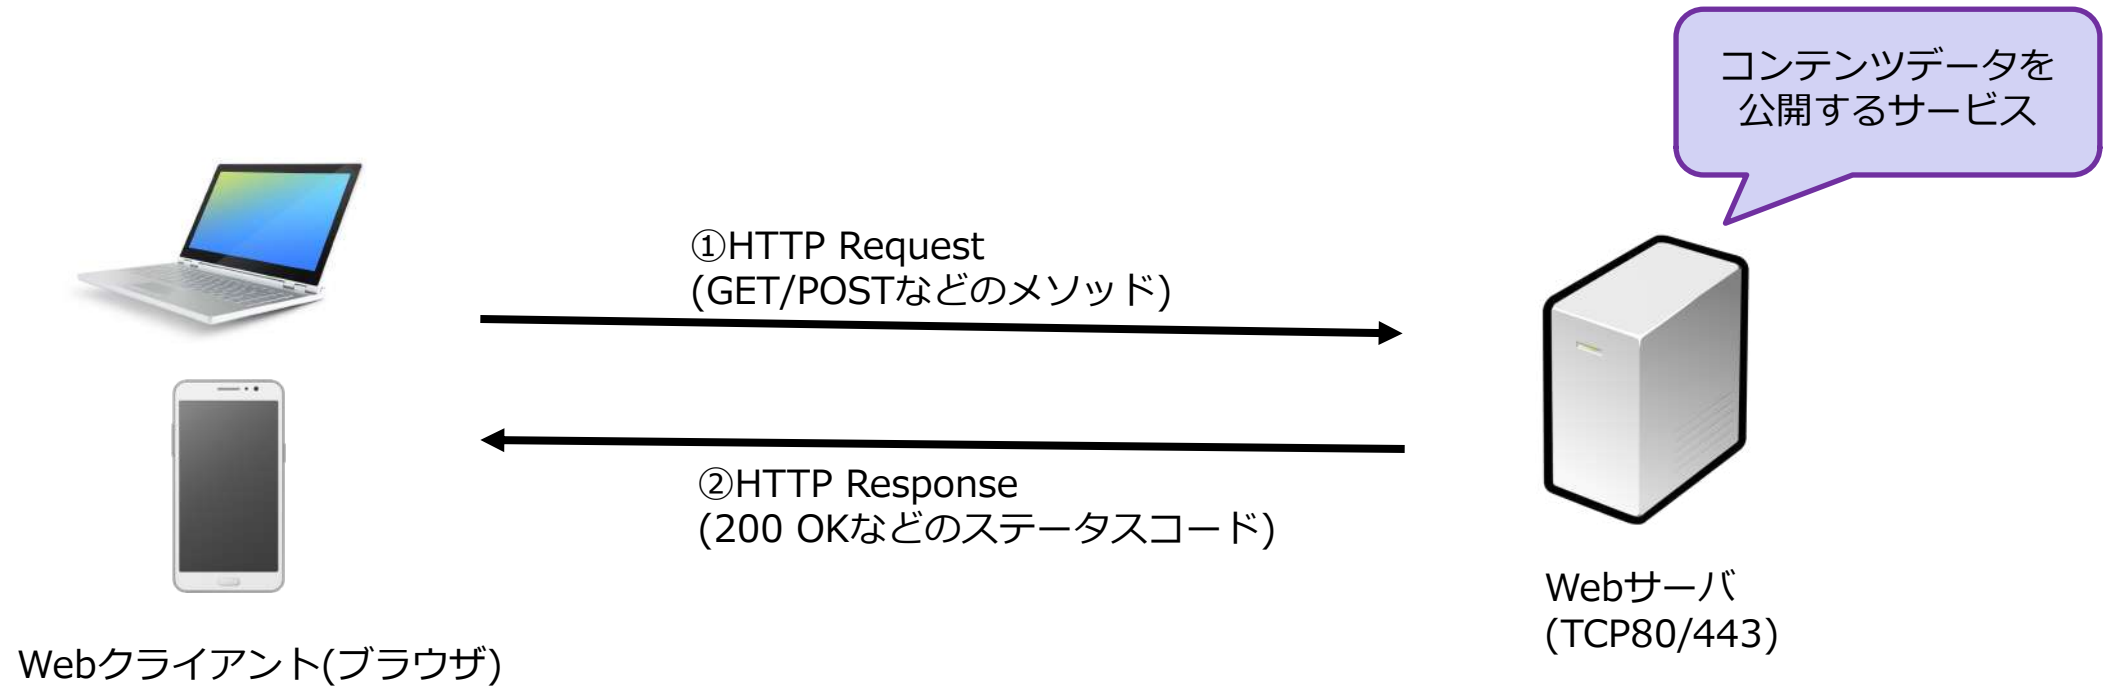 コンテンツデータを
公開するサービス
①HTTP Request
(GET/POSTなどのメソッド)
②HTTP Response
(200 OKなどのステータスコード)
Webサーバ
(TCP80/443)
Webクライアント(ブラウザ)